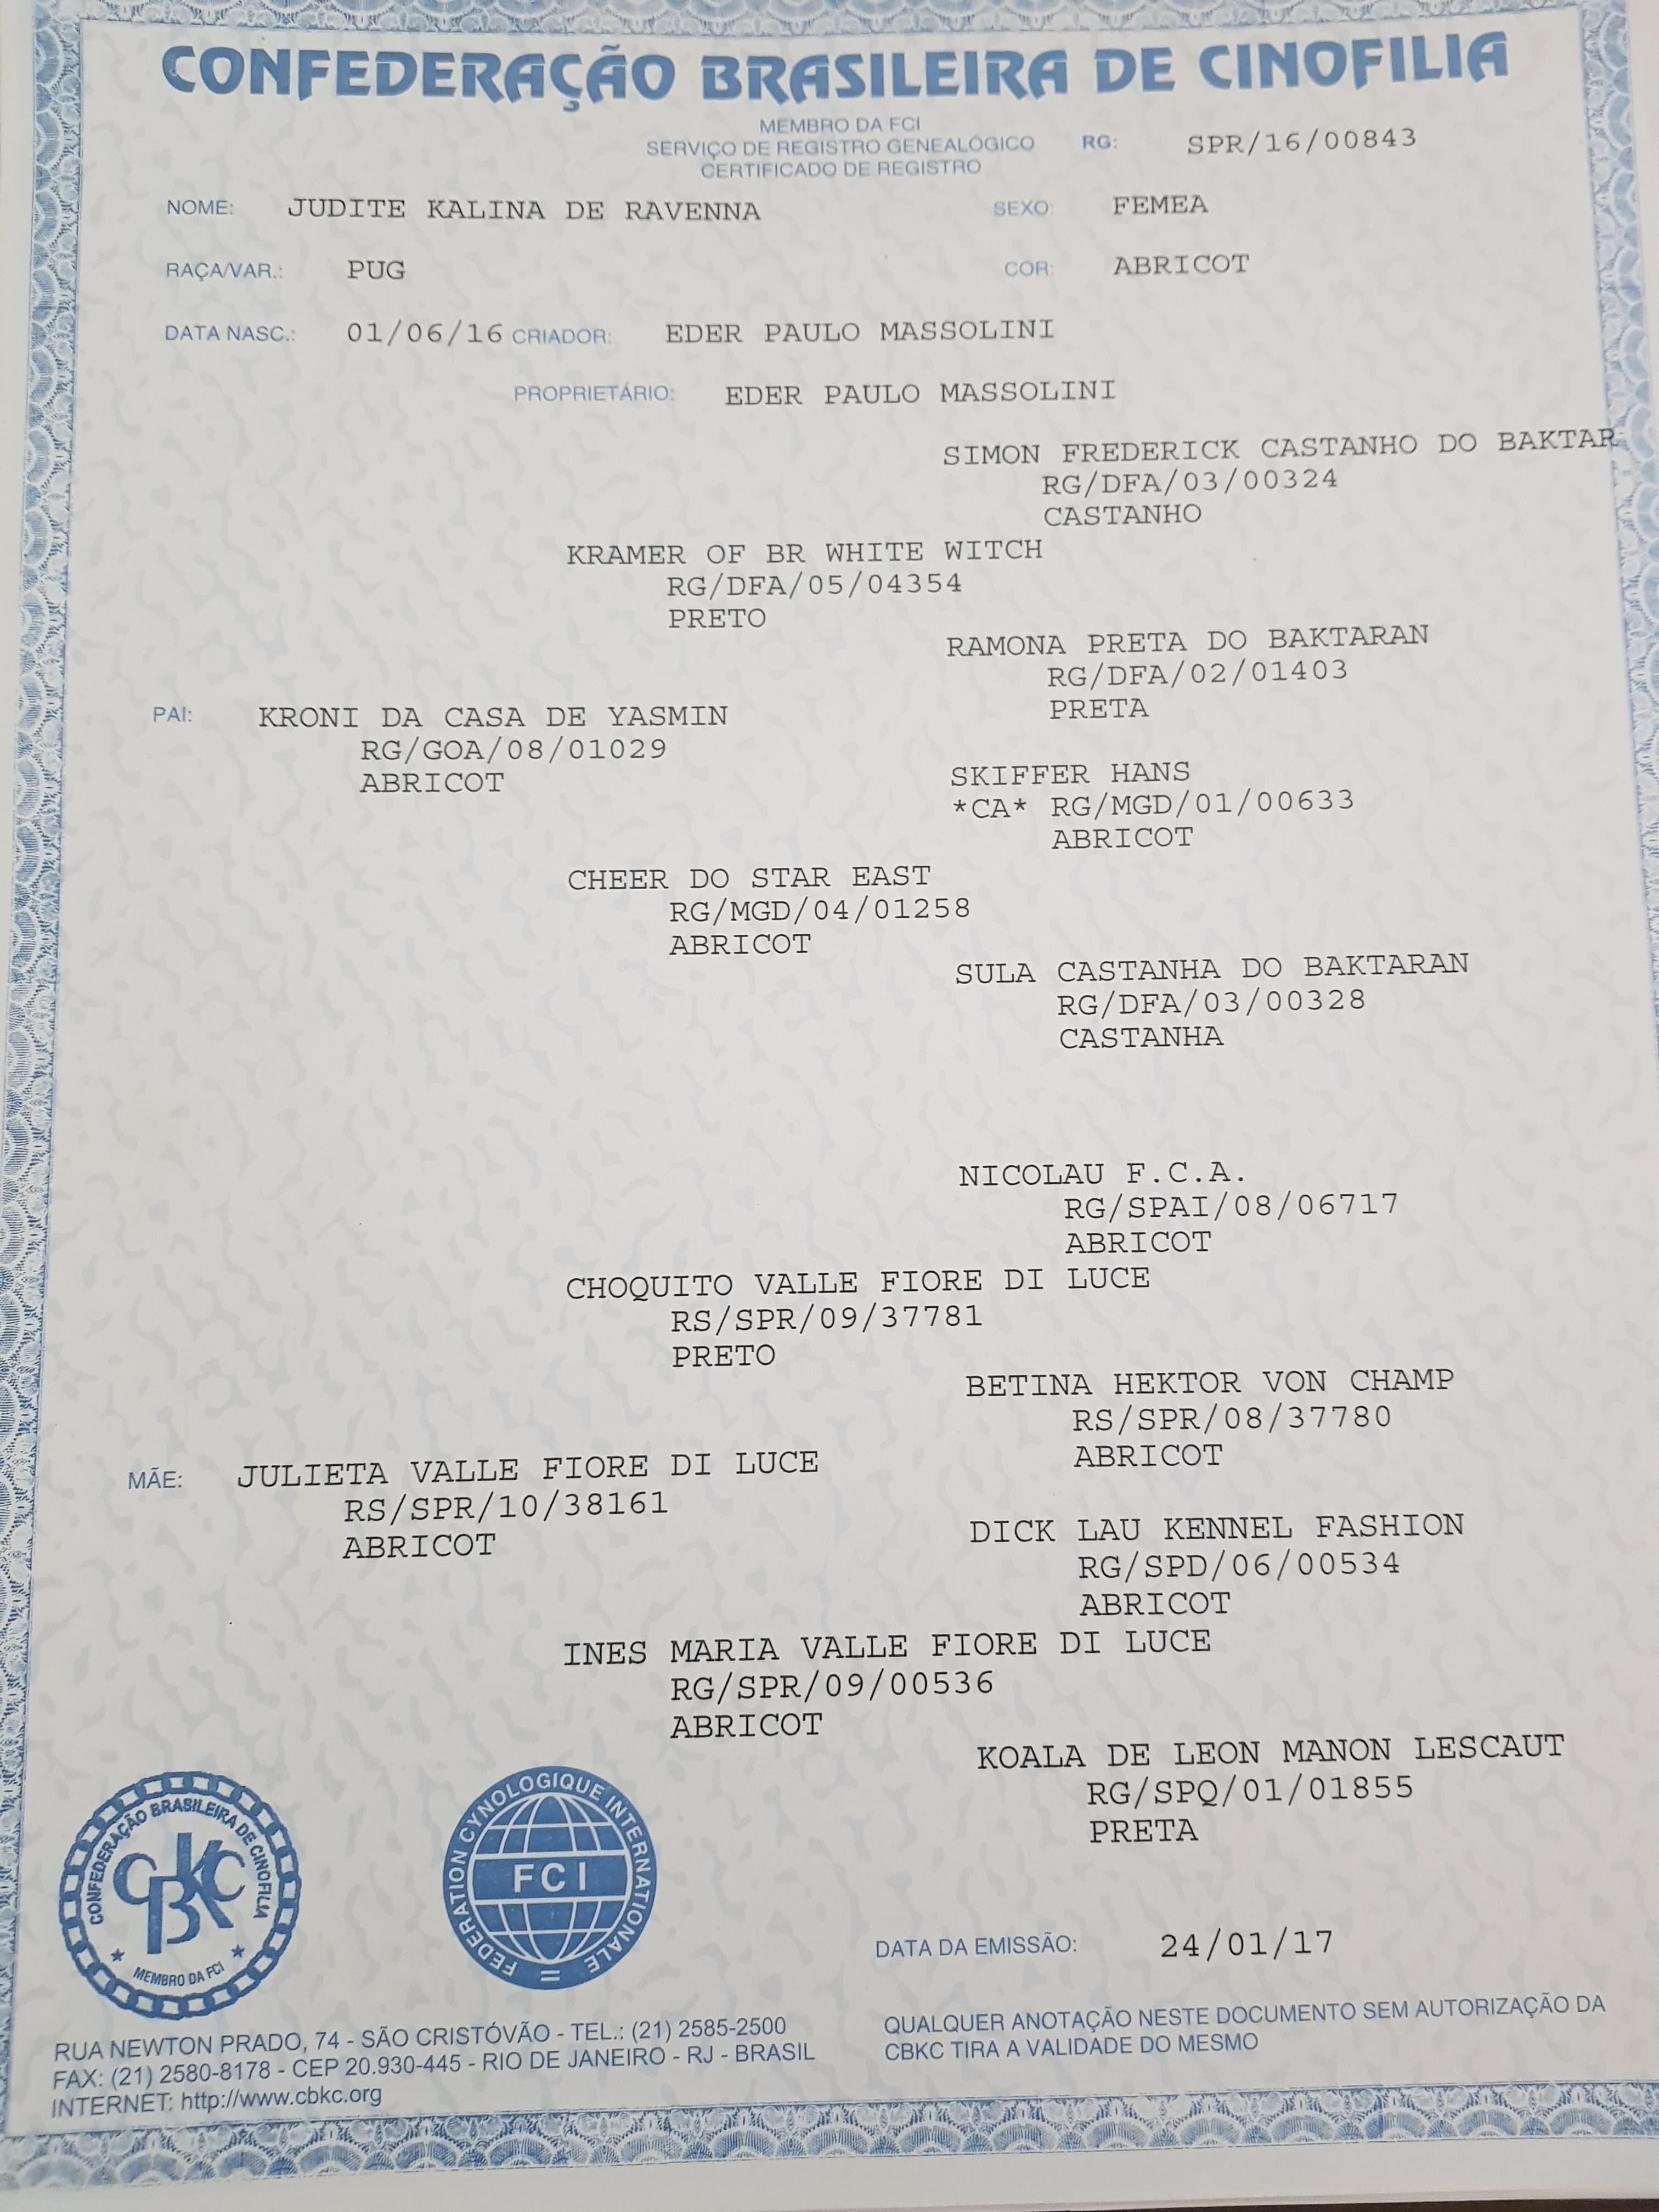 CONFEDERAÇÃO BRASILEIRA DE CINOFILIA
MEMBRO DA FCI
SERVIÇO DE REGISTRO GENEALÓGICO
CERTIFICADO DE REGISTRO
RG: SPR/16/00843
NOME: JUDITE KALINA DE RAVENNA SEXO: FEMEA
RAÇA/VAR.: PUG COR: ABRICOT
DATA NASC.: 01/06/16 CRIADOR: EDER PAULO MASSOLINI
PROPRIETÁRIO: EDER PAULO MASSOLINI
SIMON FREDERICK CASTANHO DO BAKTAR
RG/DFA/03/00324
CASTANHO
KRAMER OF BR WHITE WITCH
RG/DFA/05/04354
PRETO
RAMONA PRETA DO BAKTARAN
RG/DFA/02/01403
PRETA
PAI: KRONI DA CASA DE YASMIN
RG/GOA/08/01029
ABRICOT
SKIFFER HANS
*CA* RG/MGD/01/00633
ABRICOT
CHEER DO STAR EAST
RG/MGD/04/01258
ABRICOT
SULA CASTANHA DO BAKTARAN
RG/DFA/03/00328
CASTANHA
NICOLAU F.C.A.
RG/SPAI/08/06717
ABRICOT
CHOQUITO VALLE FIORE DI LUCE
RS/SPR/09/37781
PRETO
BETINA HEKTOR VON CHAMP
RS/SPR/08/37780
ABRICOT
MÃE: JULIETA VALLE FIORE DI LUCE
RS/SPR/10/38161
ABRICOT
DICK LAU KENNEL FASHION
RG/SPD/06/00534
ABRICOT
INES MARIA VALLE FIORE DI LUCE
RG/SPR/09/00536
ABRICOT
KOALA DE LEON MANON LESCAUT
RG/SPQ/01/01855
PRETA
CONFEDERAÇÃO BRASILEIRA DE CINOFILIA
CBKC
MEMBRO DA FCI
FEDERATION CYNOLOGIQUE INTERNATIONALE
FCI
DATA DA EMISSÃO: 24/01/17
RUA NEWTON PRADO, 74 - SÃO CRISTÓVÃO - TEL.: (21) 2585-2500
FAX: (21) 2580-8178 - CEP 20.930-445 - RIO DE JANEIRO - RJ - BRASIL
INTERNET: http://www.cbkc.org
QUALQUER ANOTAÇÃO NESTE DOCUMENTO SEM AUTORIZAÇÃO DA
CBKC TIRA A VALIDADE DO MESMO